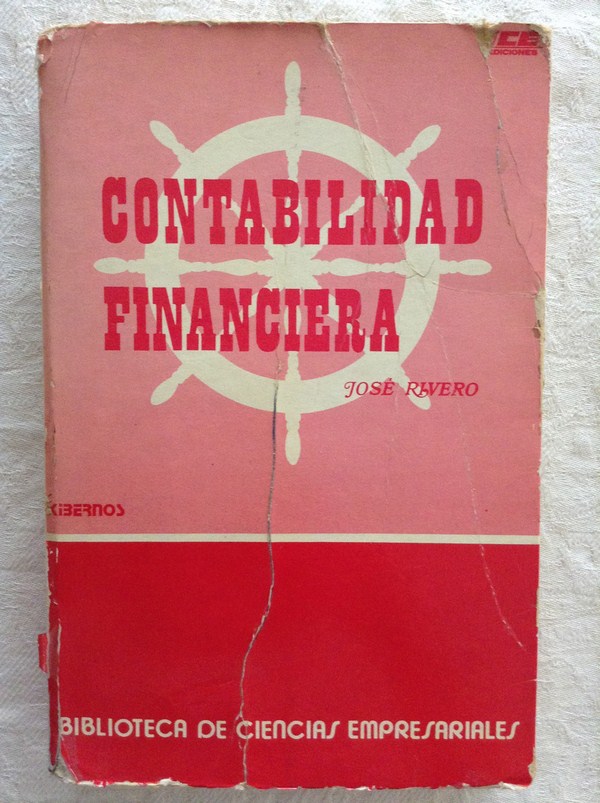 EDICIONES
CONTABILIDAD
FINANCIERA
JOSÉ RIVERO
KIBERNOS
BIBLIOTECA DE CIENCIAS EMPRESARIALES